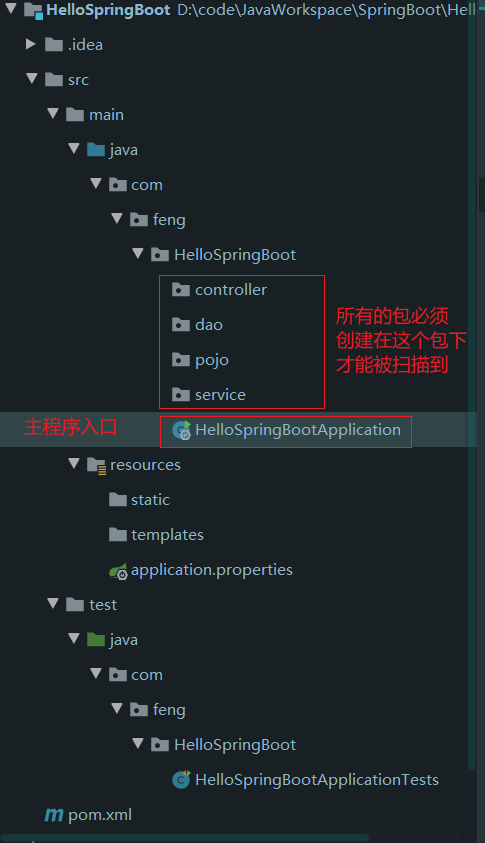 HelloSpringBoot D:\code\JavaWorkspace\SpringBoot\Hell
.idea
src
main
java
com
feng
HelloSpringBoot
controller
dao
pojo
service
所有的包必须
创建在这个包下
才能被扫描到
主程序入口 HelloSpringBootApplication
resources
static
templates
application.properties
test
java
com
feng
HelloSpringBoot
HelloSpringBootApplicationTests
pom.xml